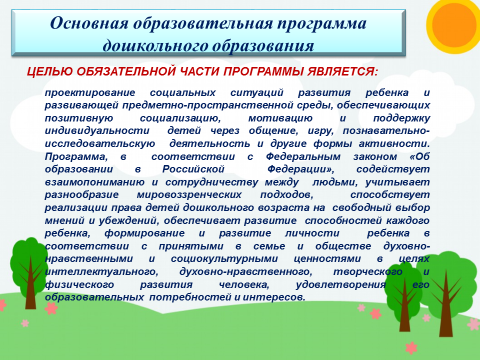 Основная образовательная программа
дошкольного образования
ЦЕЛЬЮ ОБЯЗАТЕЛЬНОЙ ЧАСТИ ПРОГРАММЫ ЯВЛЯЕТСЯ:
проектирование социальных ситуаций развития ребенка и
развивающей предметно-пространственной среды, обеспечивающих
позитивную социализацию, мотивацию и поддержку
индивидуальности детей через общение, игру, познавательно-
исследовательскую деятельность и другие формы активности.
Программа, в соответствии с Федеральным законом «Об
образовании в Российской Федерации», содействует
взаимопониманию и сотрудничеству между людьми, учитывает
разнообразие мировоззренческих подходов, способствует
реализации права детей дошкольного возраста на свободный выбор
мнений и убеждений, обеспечивает развитие способностей каждого
ребенка, формирование и развитие личности ребенка в
соответствии с принятыми в семье и обществе духовно-
нравственными и социокультурными ценностями в целях
интеллектуального, духовно-нравственного, творческого и
физического развития человека, удовлетворения его
образовательных потребностей и интересов.